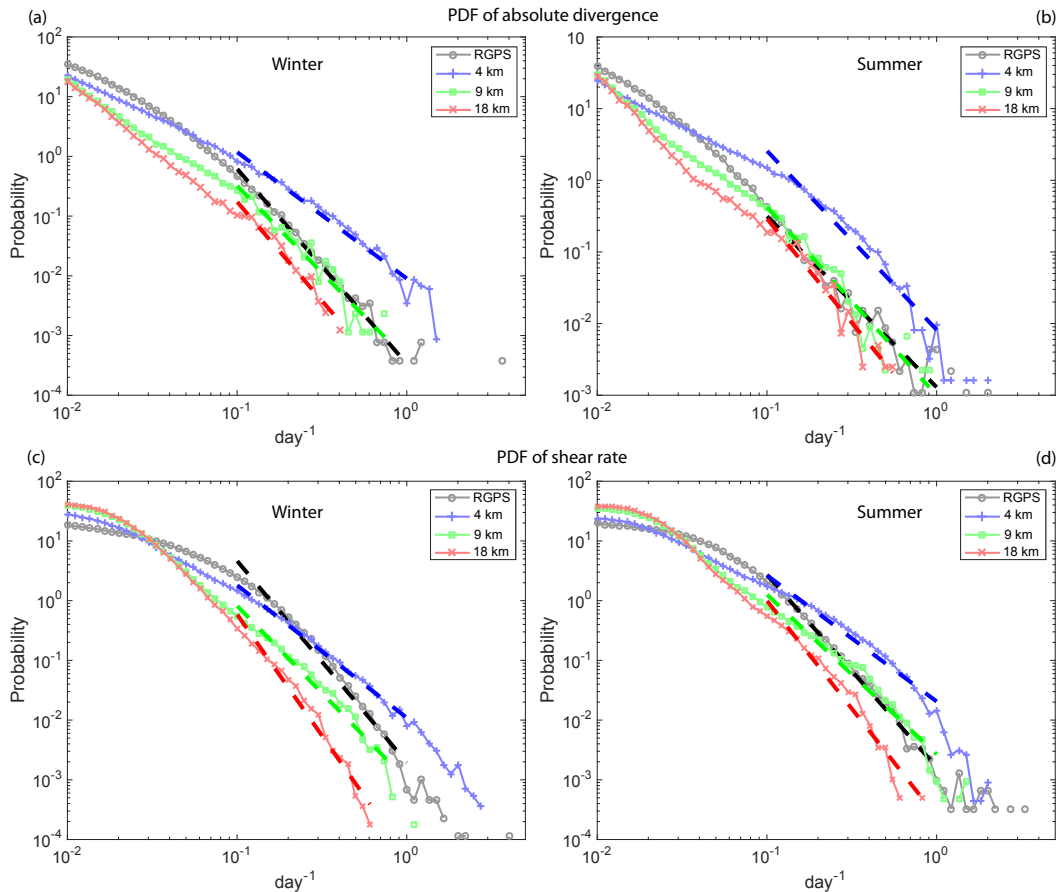 PDF of absolute divergence
(a)
Winter
RGPS
4 km
9 km
18 km
Probability
10^2
10^1
10^0
10^-1
10^-2
10^-3
10^-4
10^-2
10^-1
10^0
day^-1
(b)
Summer
RGPS
4 km
9 km
18 km
Probability
10
10^1
10^0
10^-1
10^-2
10^-3
10^-2
10^-1
10^0
day^-1
PDF of shear rate
(c)
Winter
RGPS
4 km
9 km
18 km
Probability
10^2
10^1
10^0
10^-1
10^-2
10^-3
10^-4
10^-2
10^-1
10^0
day^-1
(d)
Summer
RGPS
4 km
9 km
18 km
Probability
10^2
10^1
10^0
10^-1
10^-2
10^-3
10^-4
10^-2
10^-1
10^0
day^-1